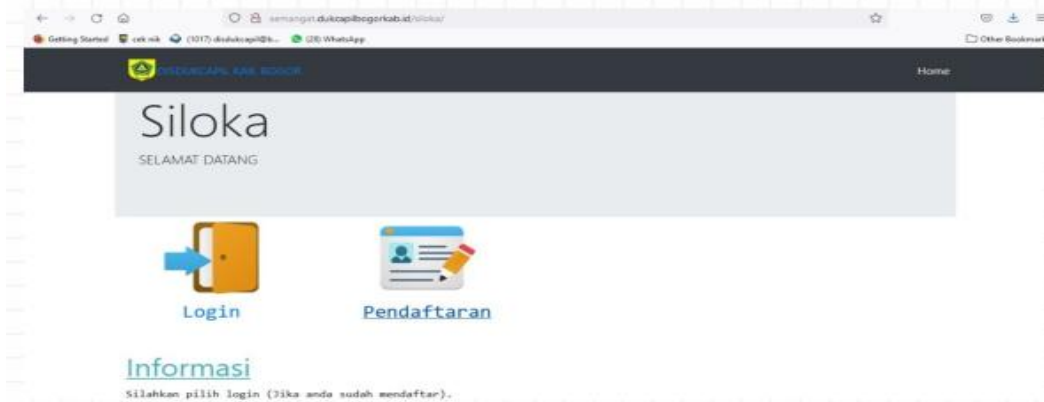 semangat.dukcapilbogorkab.id/siloka/
Getting Started cek nik (1017) disdukcapil@b... (28) WhatsApp Other Bookmark
DISDUKCAPIL KAB. BOGOR Home
Siloka
SELAMAT DATANG
Login Pendaftaran
Informasi
Silahkan pilih login (Jika anda sudah mendaftar).